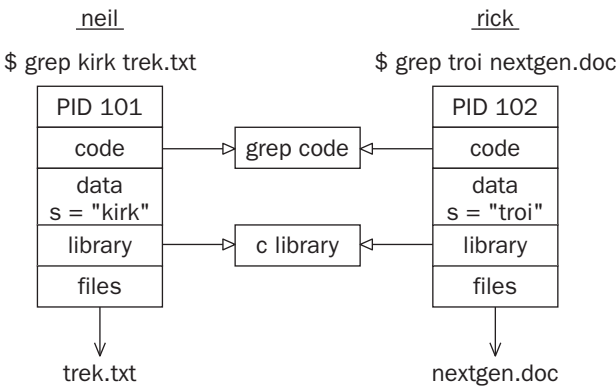 neil
$ grep kirk trek.txt
PID 101
code
data
s = "kirk"
library
files
trek.txt
grep code
c library
rick
$ grep troi nextgen.doc
PID 102
code
data
s = "troi"
library
files
nextgen.doc